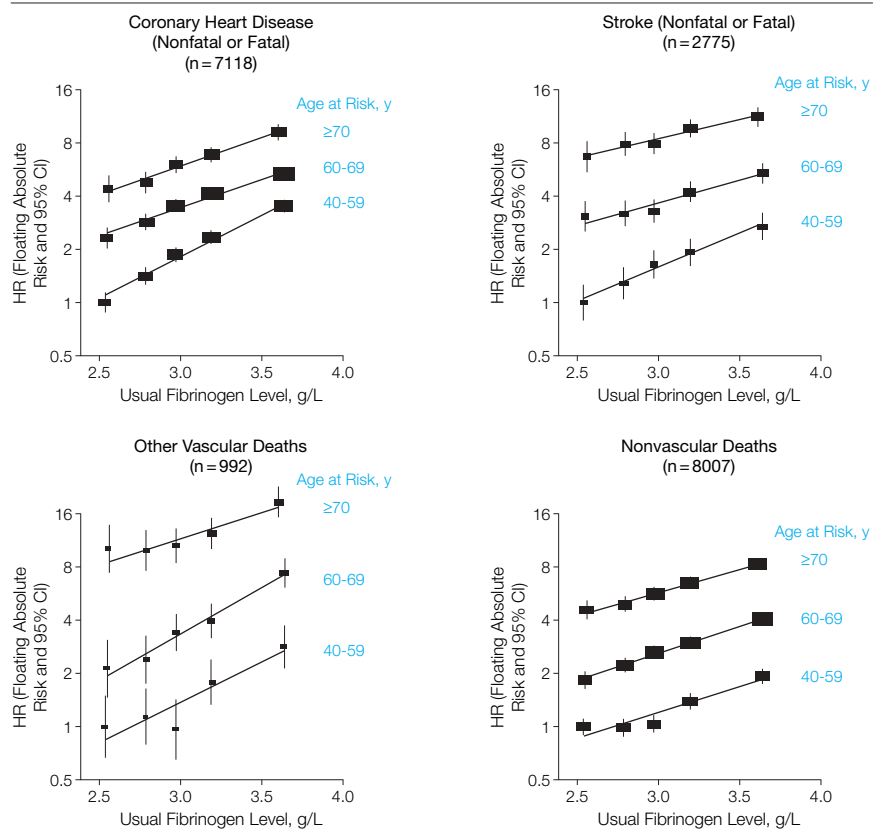 Coronary Heart Disease
(Nonfatal or Fatal)
(n=7118)
HR (Floating Absolute
Risk and 95% CI)
16
8
4
2
1
0.5
Age at Risk, y
≥70
60-69
40-59
2.5
3.0
3.5
4.0
Usual Fibrinogen Level, g/L
Stroke (Nonfatal or Fatal)
(n=2775)
HR (Floating Absolute
Risk and 95% CI)
16
8
4
2
1
0.5
Age at Risk, y
≥70
60-69
40-59
2.5
3.0
3.5
4.0
Usual Fibrinogen Level, g/L
Other Vascular Deaths
(n=992)
HR (Floating Absolute
Risk and 95% CI)
16
8
4
2
1
0.5
Age at Risk, y
≥70
60-69
40-59
2.5
3.0
3.5
4.0
Usual Fibrinogen Level, g/L
Nonvascular Deaths
(n=8007)
HR (Floating Absolute
Risk and 95% CI)
16
8
4
2
1
0.5
Age at Risk, y
≥70
60-69
40-59
2.5
3.0
3.5
4.0
Usual Fibrinogen Level, g/L